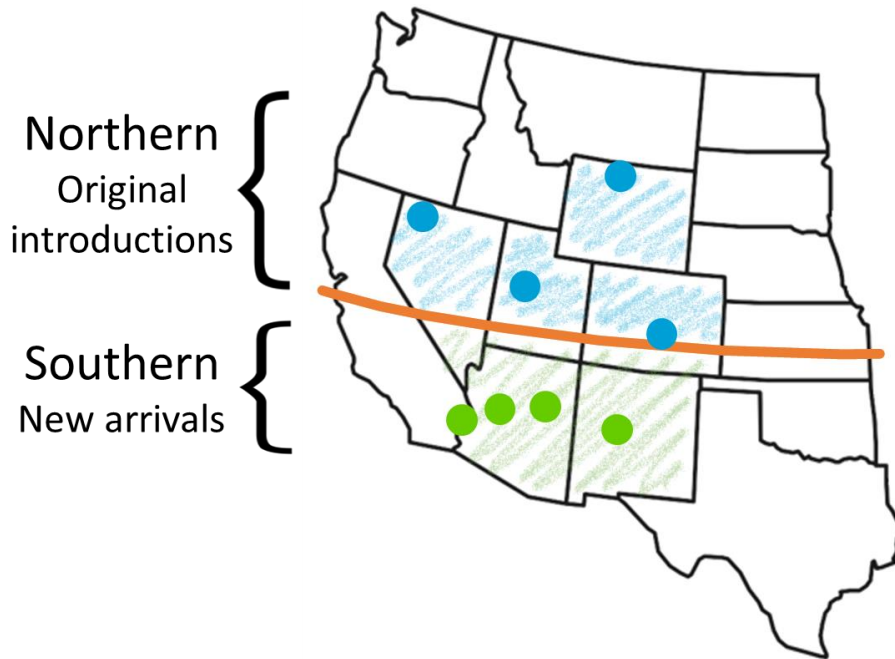 Northern
Original
introductions
Southern
New arrivals